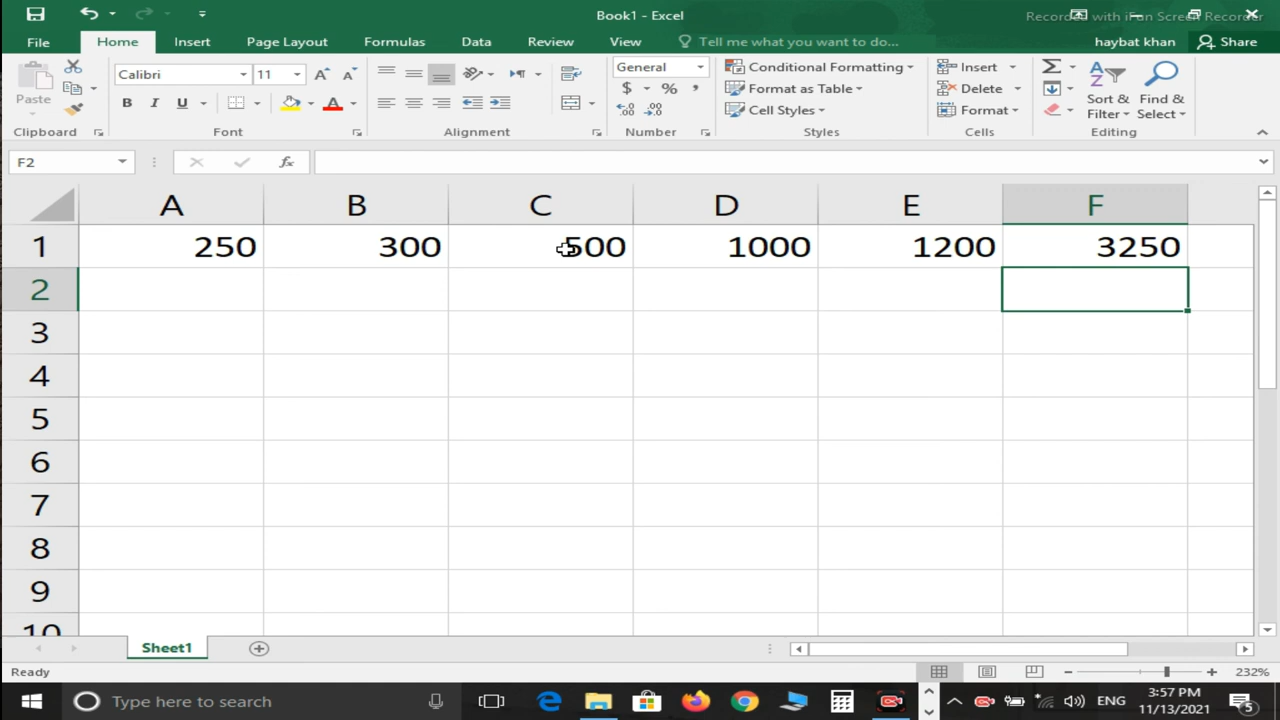 Book1 - Excel
Recorded with iFun Screen Recorder
File Home Insert Page Layout Formulas Data Review View Tell me what you want to do... haybat khan Share
Paste
Calibri 11
B I U A
General
$ % ,
Conditional Formatting
Format as Table
Cell Styles
Insert
Delete
Format
Sort & Filter
Find & Select
Clipboard Font Alignment Number Styles Cells Editing
F2 fx
A B C D E F
1 250 300 500 1000 1200 3250
2
3
4
5
6
7
8
9
10
Sheet1
Ready 232%
Type here to search ENG 3:57 PM
11/13/2021 5